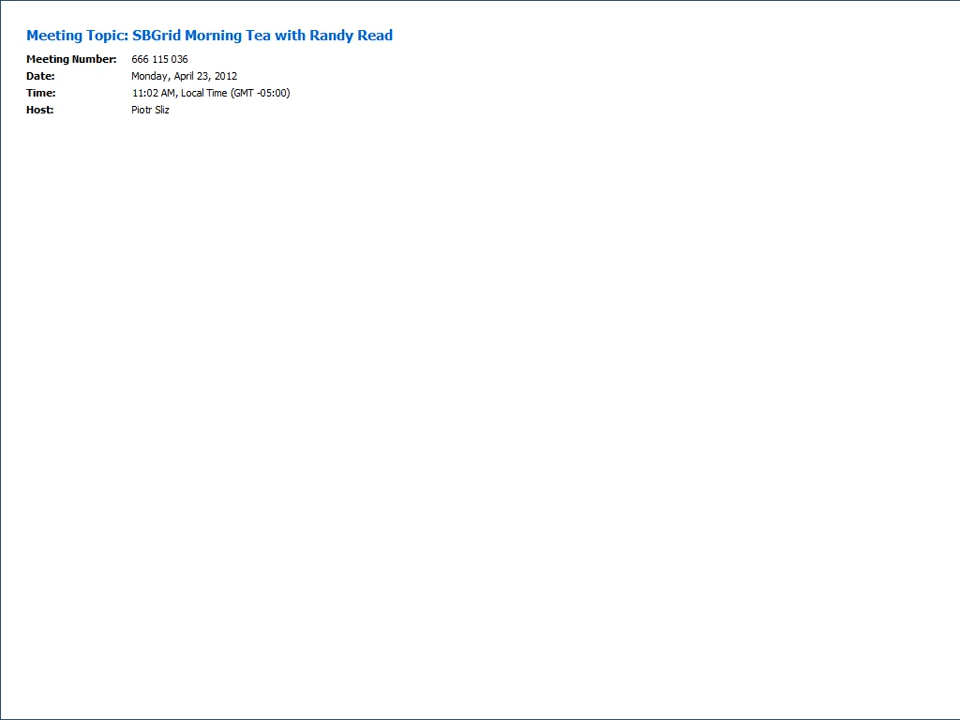 Meeting Topic: SBGrid Morning Tea with Randy Read
Meeting Number: 666 115 036
Date: Monday, April 23, 2012
Time: 11:02 AM, Local Time (GMT -05:00)
Host: Piotr Sliz